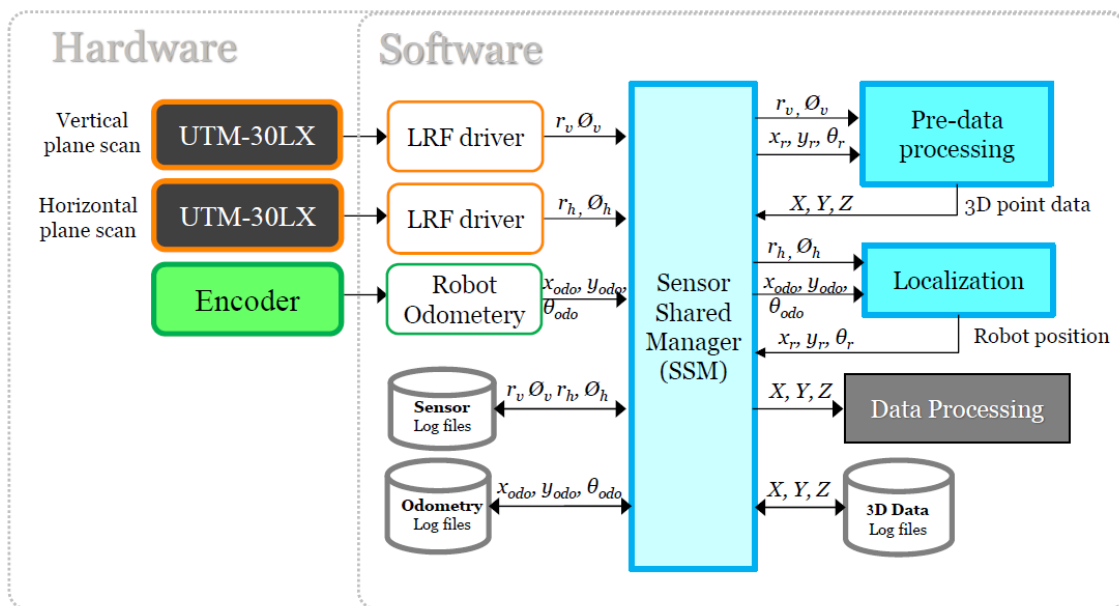 Hardware
Software
Vertical
plane scan
UTM-30LX
LRF driver
r_v Ø_v
r_v, Ø_v
x_r, y_r, θ_r
Pre-data
processing
X, Y, Z
3D point data
Horizontal
plane scan
UTM-30LX
LRF driver
r_h, Ø_h
Encoder
Robot
Odometery
x_odo, y_odo,
θ_odo
Sensor
Shared
Manager
(SSM)
r_h, Ø_h
x_odo, y_odo,
θ_odo
Localization
x_r, y_r, θ_r
Robot position
Sensor
Log files
r_v Ø_v r_h, Ø_h
X, Y, Z
Data Processing
Odometry
Log files
x_odo, y_odo, θ_odo
X, Y, Z
3D Data
Log files